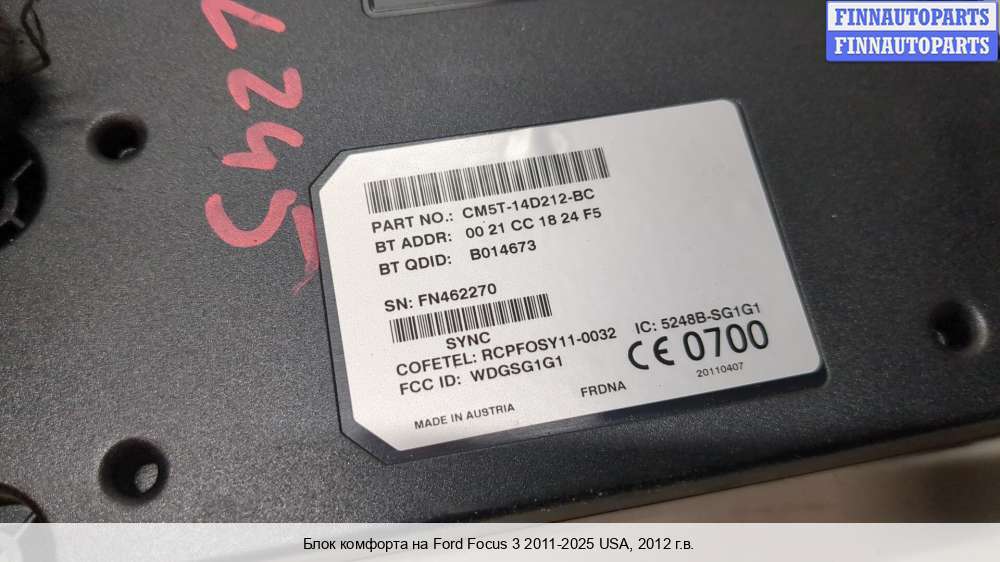 FINNAUTOPARTS
FINNAUTOPARTS
PART NO.: CM5T-14D212-BC
BT ADDR: 00 21 CC 18 24 F5
BT QDID: B014673
SN: FN462270
SYNC
COFETEL: RCPFOSY11-0032
IC: 5248B-SG1G1
FCC ID: WDGSG1G1
CE 0700
20110407
FRDNA
MADE IN AUSTRIA
Блок комфорта на Ford Focus 3 2011-2025 USA, 2012 г.в.